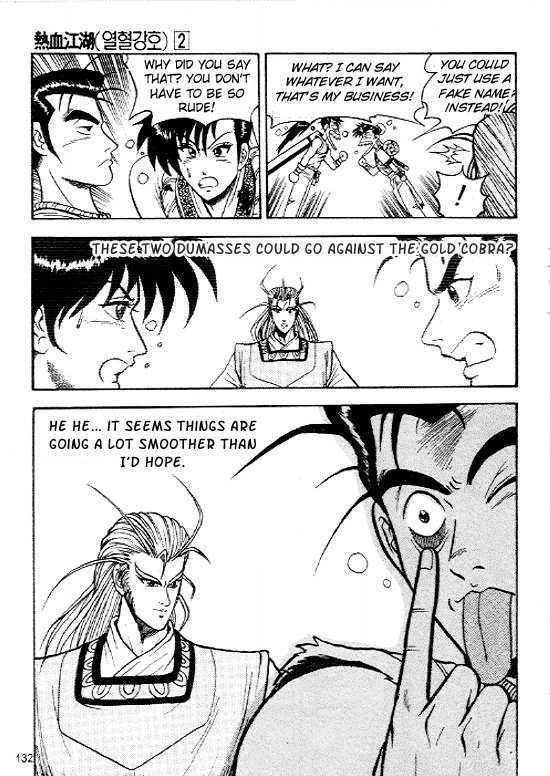 熱血江湖(열혈강호) 2
WHY DID YOU SAY
THAT? YOU DON'T
HAVE TO BE SO
RUDE!
WHAT? I CAN SAY
WHATEVER I WANT,
THAT'S MY BUSINESS!
YOU COULD
JUST USE A
FAKE NAME
INSTEAD!
!
THESE TWO DUMASSES COULD GO AGAINST THE GOLD COBRA?
HE HE... IT SEEMS THINGS ARE
GOING A LOT SMOOTHER THAN
I'D HOPE.
132